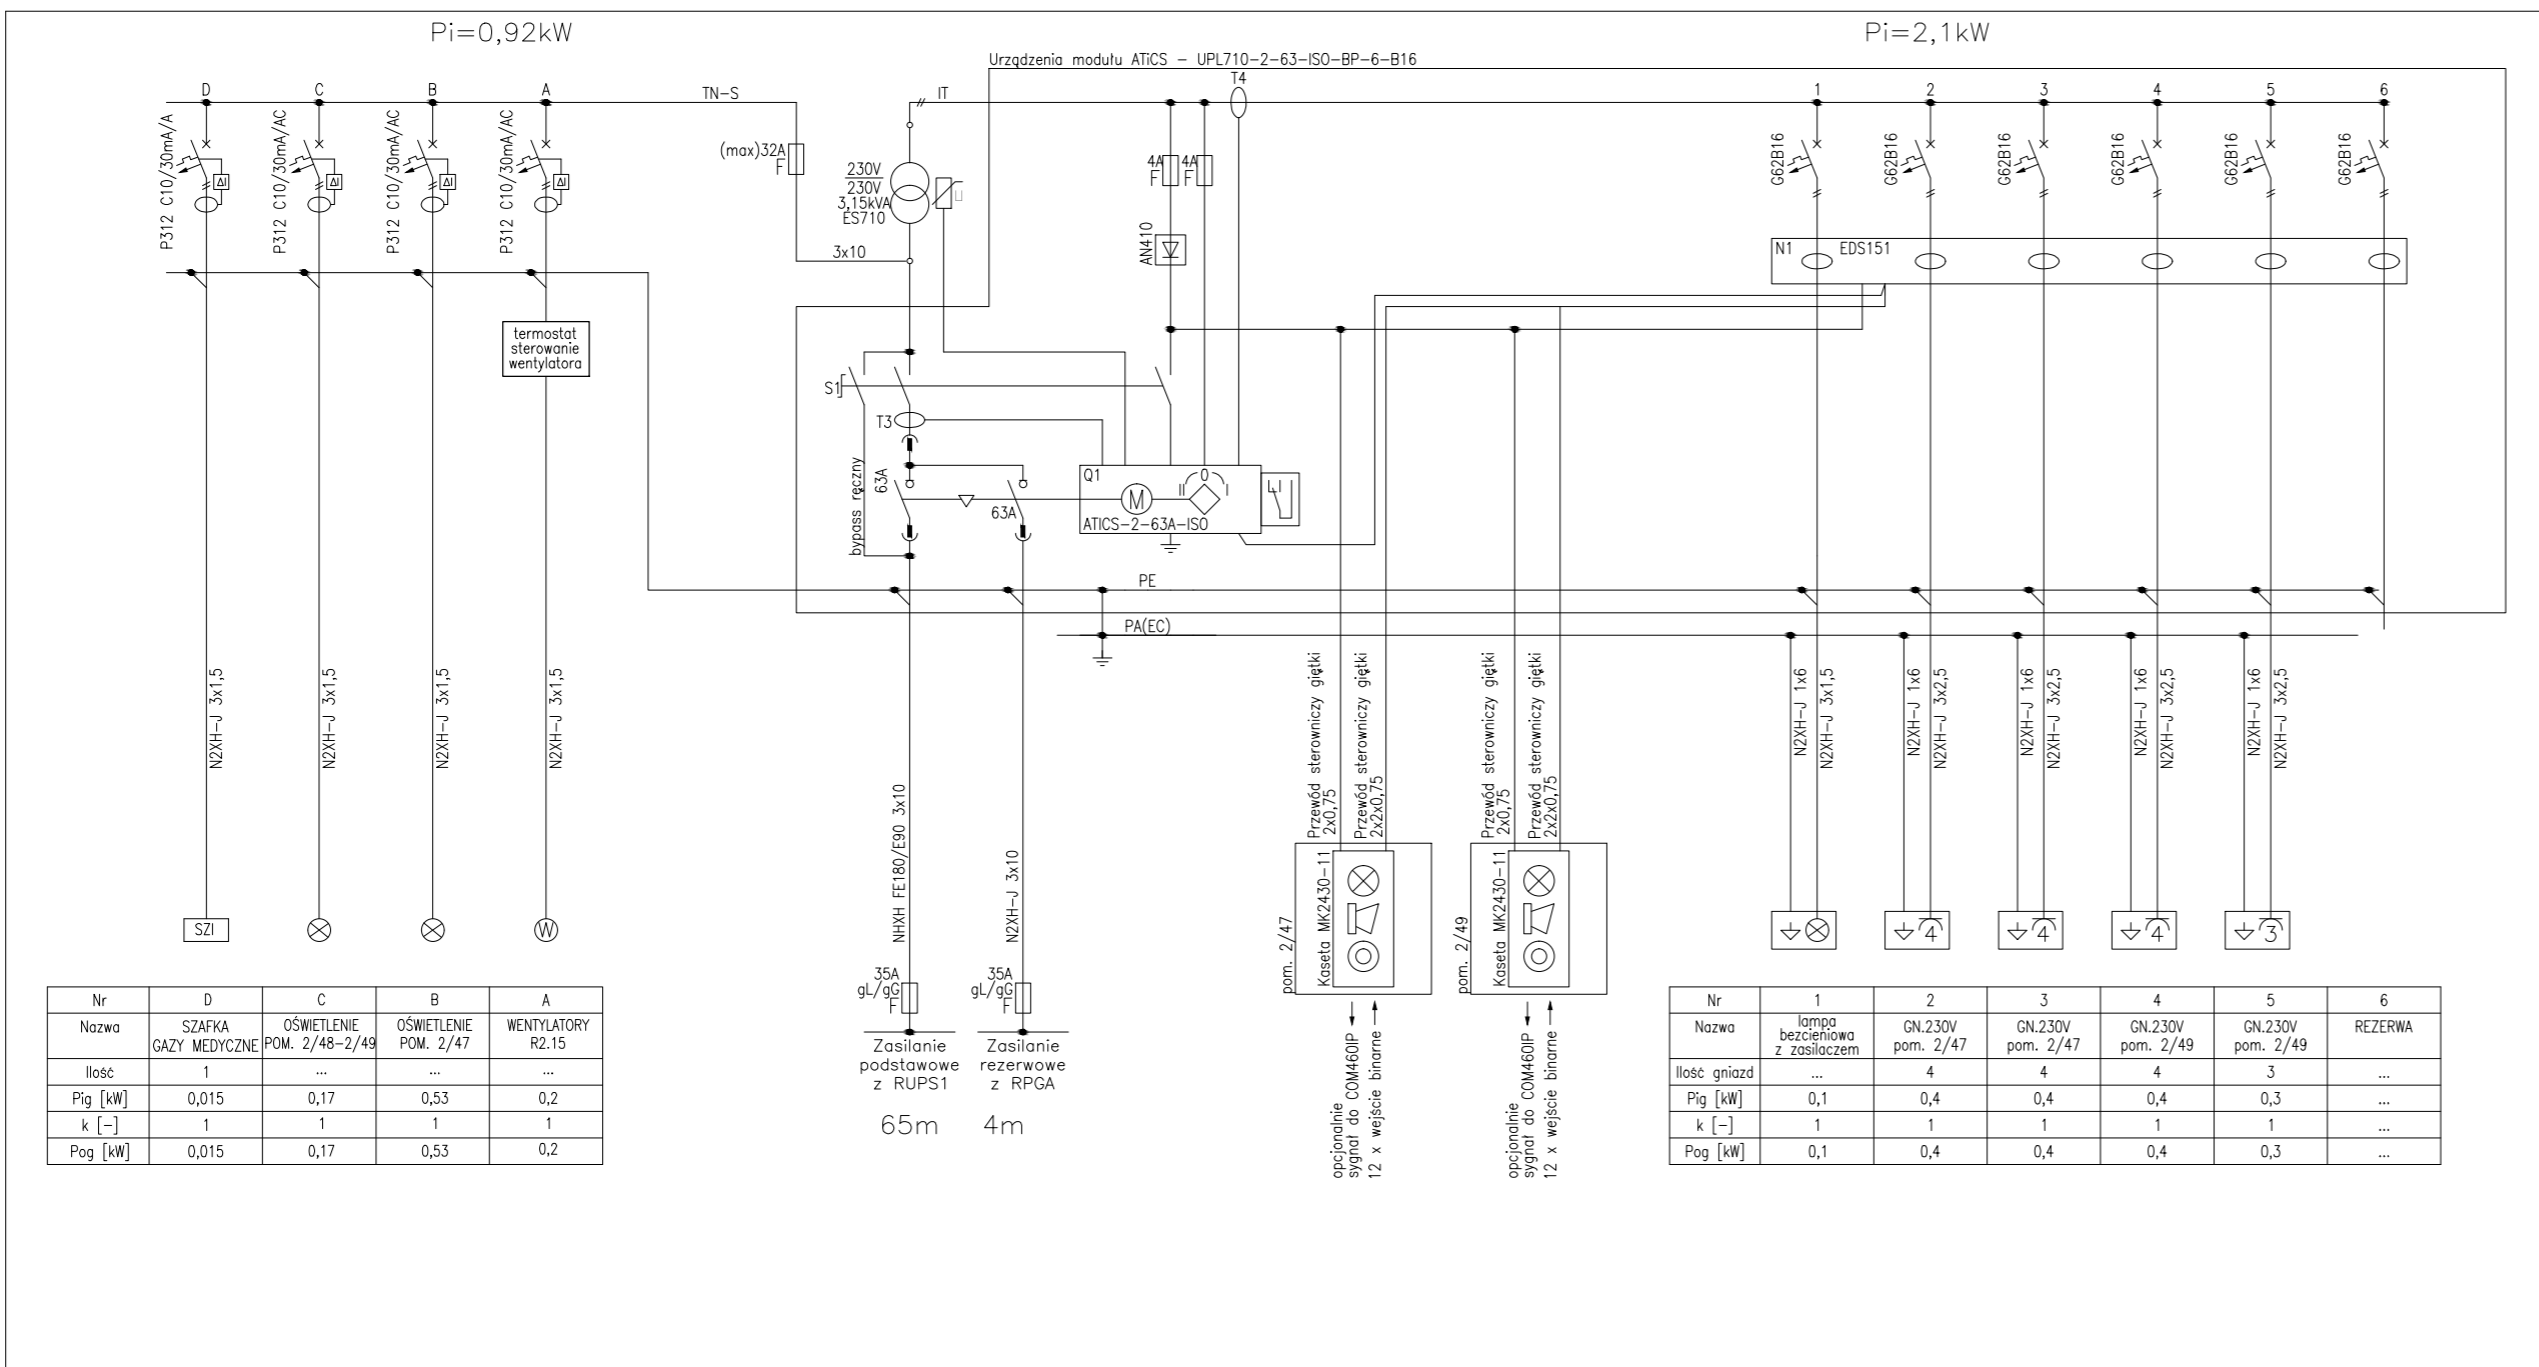 Pi=0,92kW
Pi=2,1kW
Urządzenia modułu ATiCS – UPL710-2-63-ISO-BP-6-B16
T4
D
C
B
A
TN-S
IT
1
2
3
4
5
6
P312 C10/30mA/A
P312 C10/30mA/AC
P312 C10/30mA/AC
P312 C10/30mA/AC
ΔI
ΔI
ΔI
ΔI
(max)32A
F
230V
230V
3,15kVA
ES710
3x10
4A
F
4A
F
AN410
G62B16
G62B16
G62B16
G62B16
G62B16
G62B16
N1
EDS151
termostat
sterowanie
wentylatora
S1
T3
bypass ręczny
63A
63A
Q1
M
II
0
I
ATICS-2-63A-ISO
PE
PA(EC)
N2XH-J 3x1,5
N2XH-J 3x1,5
N2XH-J 3x1,5
N2XH-J 3x1,5
NHXH FE180/E90 3x10
N2XH-J 3x10
Przewód sterowniczy giętki
2x0,75
Przewód sterowniczy giętki
2x2x0,75
Przewód sterowniczy giętki
2x0,75
Przewód sterowniczy giętki
2x2x0,75
N2XH-J 1x6
N2XH-J 3x1,5
N2XH-J 1x6
N2XH-J 3x2,5
N2XH-J 1x6
N2XH-J 3x2,5
N2XH-J 1x6
N2XH-J 3x2,5
N2XH-J 1x6
N2XH-J 3x2,5
SZI
W
pom. 2/47
Kaseta MK2430-11
pom. 2/49
Kaseta MK2430-11
4
4
4
3
35A
gL/gG
F
35A
gL/gG
F
Zasilanie
podstawowe
z RUPS1
Zasilanie
rezerwowe
z RPGA
65m
4m
opcjonalnie
sygnał do COM460IP
12 x wejście binarne
opcjonalnie
sygnał do COM460IP
12 x wejście binarne
Nr D C B A
Nazwa SZAFKA GAZY MEDYCZNE OŚWIETLENIE POM. 2/48-2/49 OŚWIETLENIE POM. 2/47 WENTYLATORY R2.15
Ilość 1 ... ... ...
Pig [kW] 0,015 0,17 0,53 0,2
k [-] 1 1 1 1
Pog [kW] 0,015 0,17 0,53 0,2
Nr 1 2 3 4 5 6
Nazwa lampa bezcieniowa z zasilaczem GN.230V pom. 2/47 GN.230V pom. 2/47 GN.230V pom. 2/49 GN.230V pom. 2/49 REZERWA
Ilość gniazd ... 4 4 4 3 ...
Pig [kW] 0,1 0,4 0,4 0,4 0,3 ...
k [-] 1 1 1 1 1 ...
Pog [kW] 0,1 0,4 0,4 0,4 0,3 ...